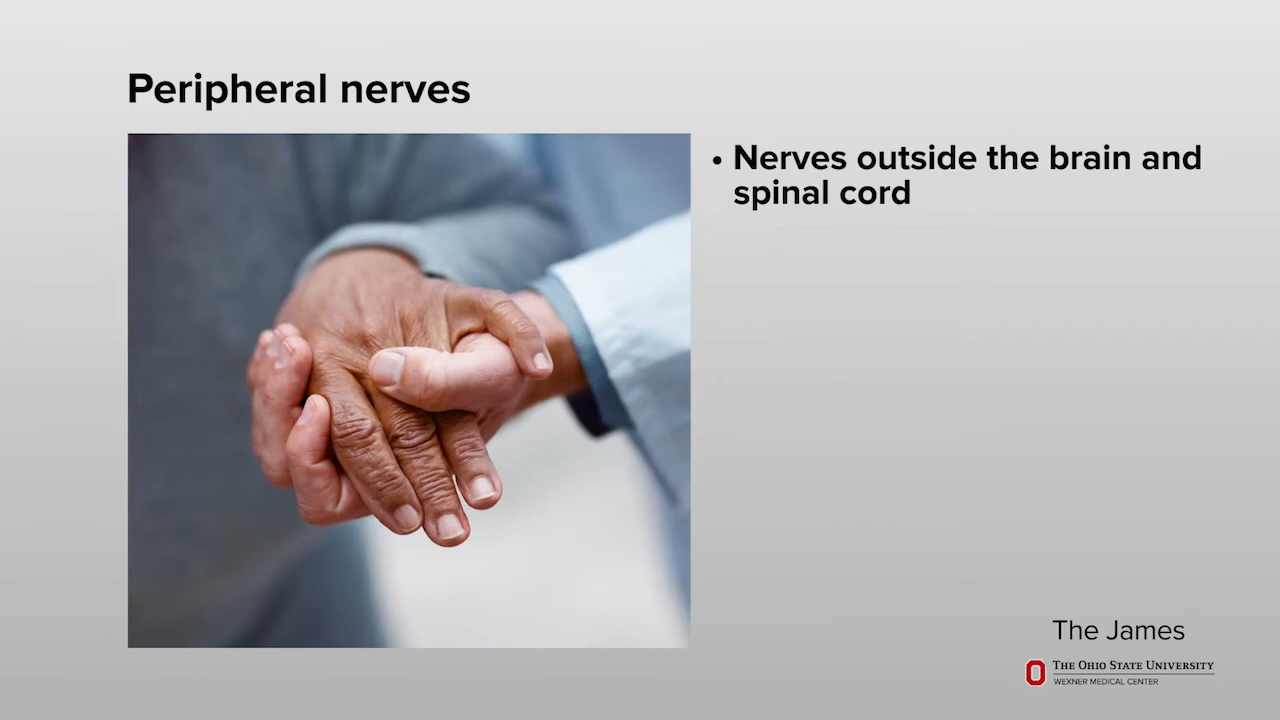 Peripheral nerves
• Nerves outside the brain and
spinal cord
The James
The Ohio State University
WEXNER MEDICAL CENTER